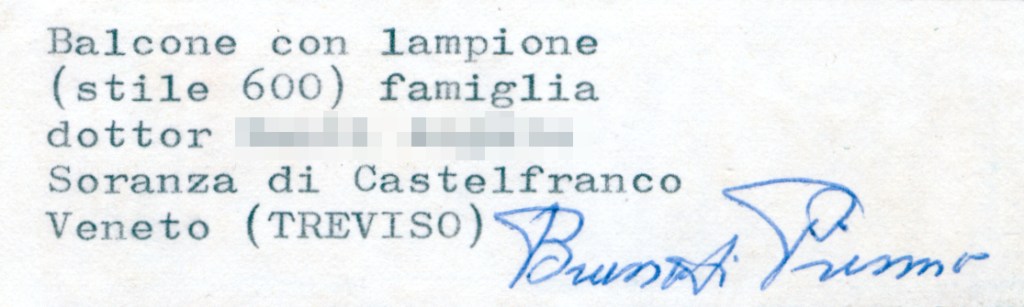 Balcone con lampione
(stile 600) famiglia
dottor
Soranza di Castelfranco
Veneto (TREVISO)